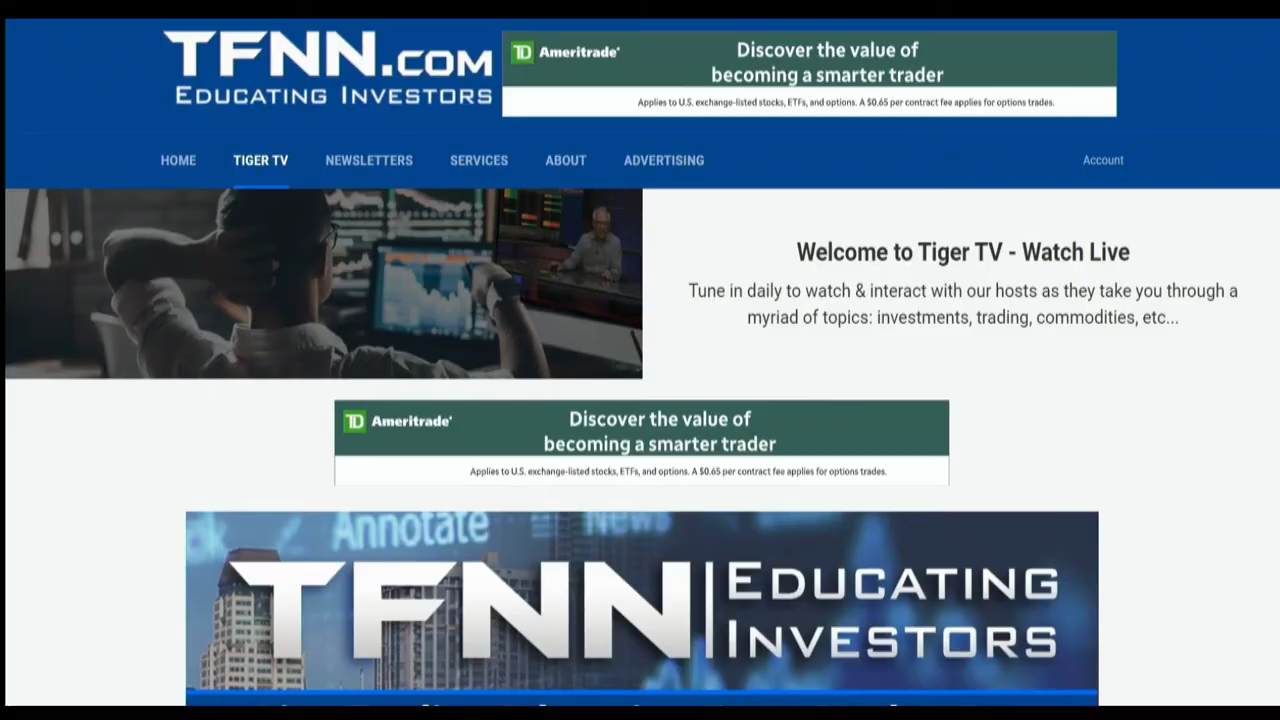 TFNN.COM
EDUCATING INVESTORS
TD Ameritrade
Discover the value of
becoming a smarter trader
Applies to U.S. exchange-listed stocks, ETFs, and options. A $0.65 per contract fee applies for options trades.
HOME TIGER TV NEWSLETTERS SERVICES ABOUT ADVERTISING Account
Welcome to Tiger TV - Watch Live
Tune in daily to watch & interact with our hosts as they take you through a
myriad of topics: investments, trading, commodities, etc...
TD Ameritrade
Discover the value of
becoming a smarter trader
Applies to U.S. exchange-listed stocks, ETFs, and options. A $0.65 per contract fee applies for options trades.
Annotate News
TFNN EDUCATING
INVESTORS